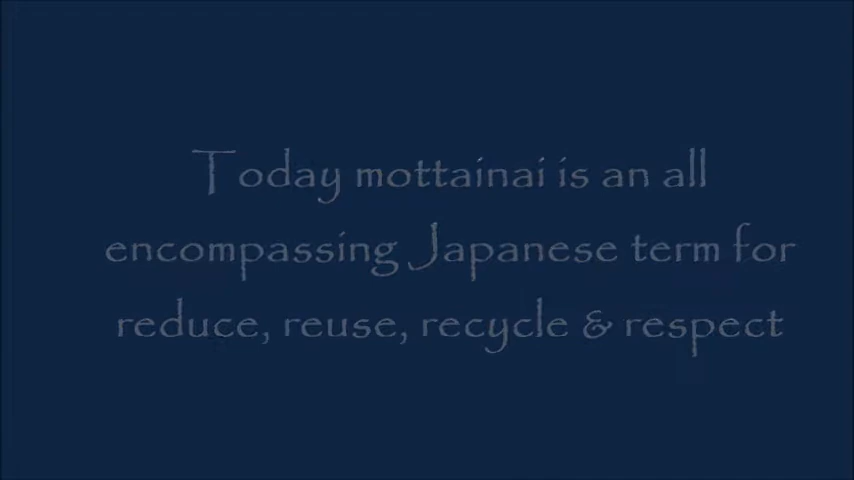 Today mottainai is an all
encompassing Japanese term for
reduce, reuse, recycle & respect